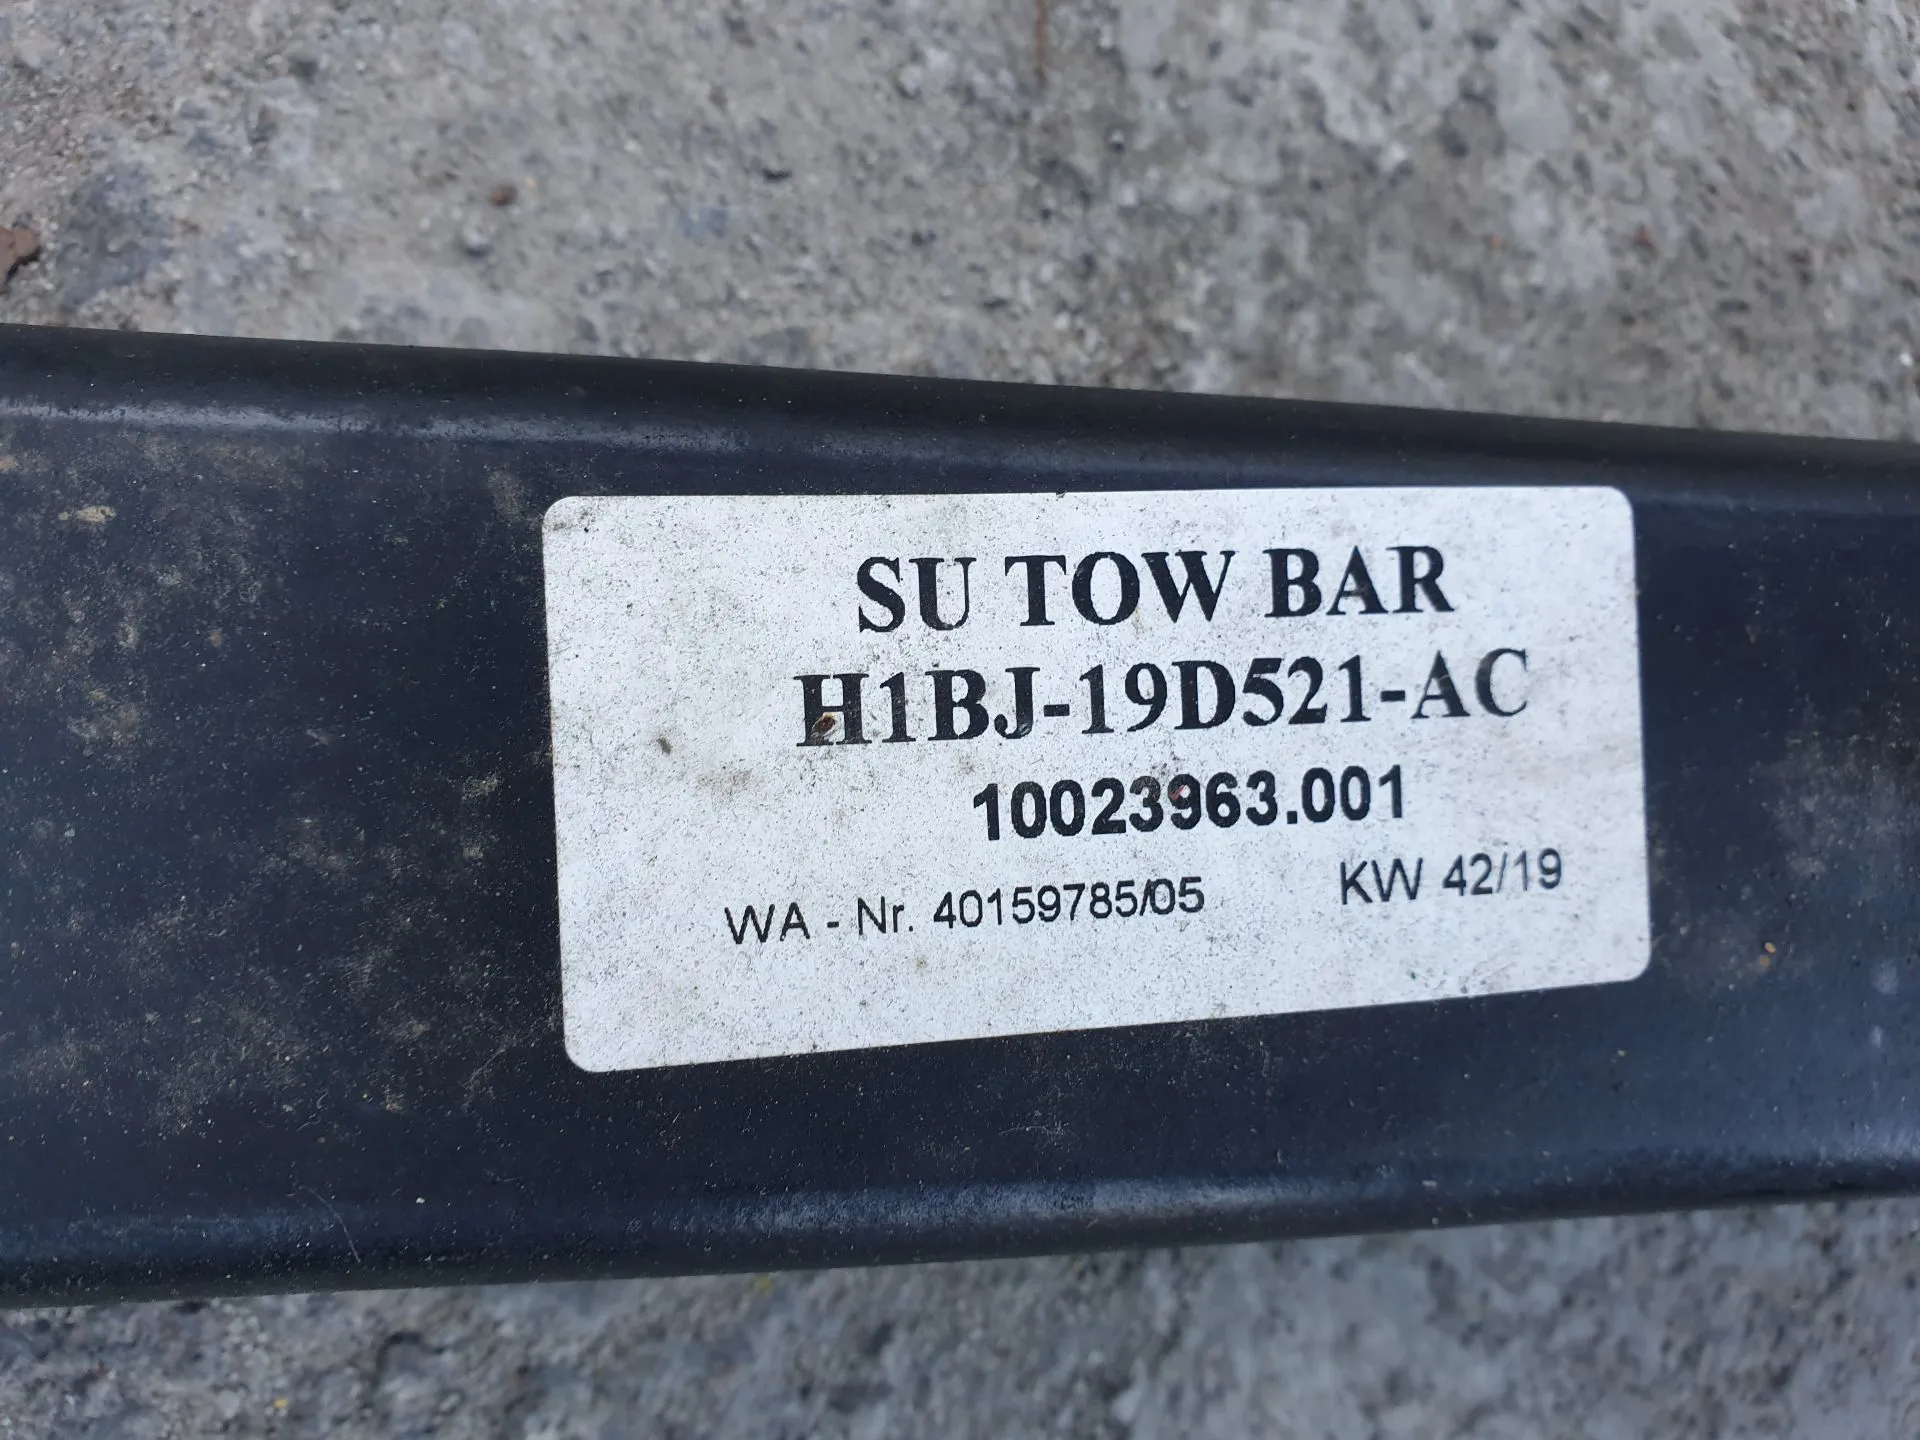 SU TOW BAR
H1BJ-19D521-AC
10023963.001
WA - Nr. 40159785/05 KW 42/19